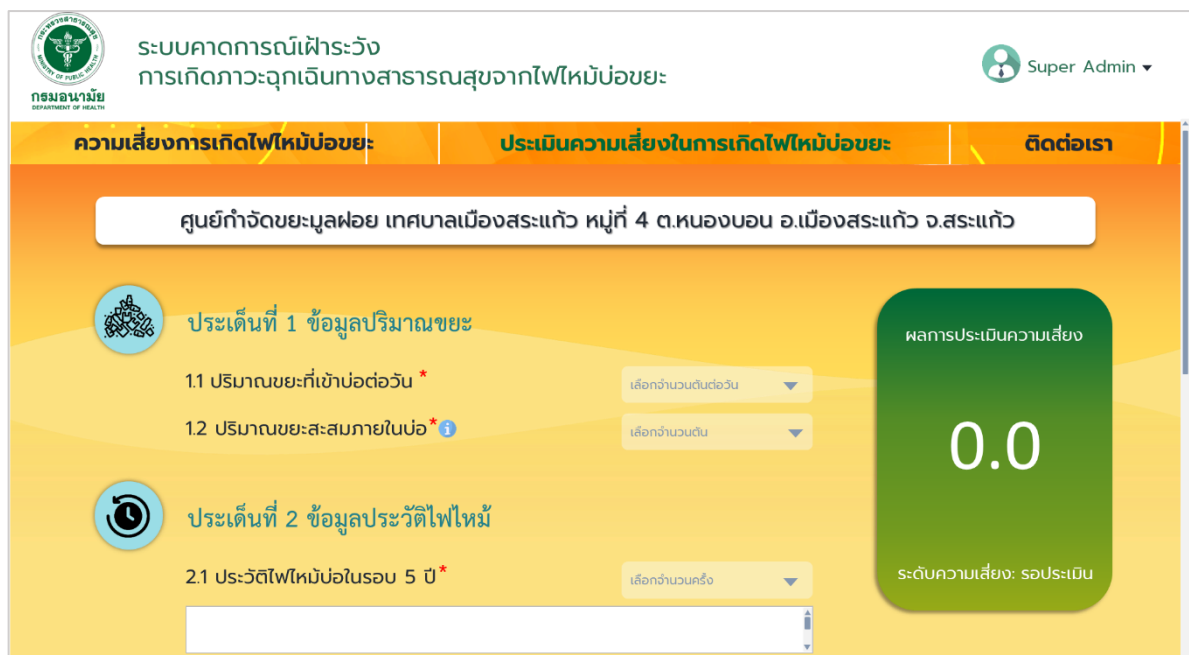 กระทรวงสาธารณสุข
MINISTRY OF PUBLIC HEALTH
กรมอนามัย
DEPARTMENT OF HEALTH
ระบบคาดการณ์เฝ้าระวัง
การเกิดภาวะฉุกเฉินทางสาธารณสุขจากไฟไหม้บ่อขยะ
Super Admin
ความเสี่ยงการเกิดไฟไหม้บ่อขยะ
ประเมินความเสี่ยงในการเกิดไฟไหม้บ่อขยะ
ติดต่อเรา
ศูนย์กำจัดขยะมูลฝอย เทศบาลเมืองสระแก้ว หมู่ที่ 4 ต.หนองบอน อ.เมืองสระแก้ว จ.สระแก้ว
ประเด็นที่ 1 ข้อมูลปริมาณขยะ
1.1 ปริมาณขยะที่เข้าบ่อต่อวัน *
เลือกจำนวนตันต่อวัน
1.2 ปริมาณขยะสะสมภายในบ่อ *
เลือกจำนวนตัน
ประเด็นที่ 2 ข้อมูลประวัติไฟไหม้
2.1 ประวัติไฟไหม้บ่อในรอบ 5 ปี *
เลือกจำนวนครั้ง
ผลการประเมินความเสี่ยง
0.0
ระดับความเสี่ยง: รอประเมิน